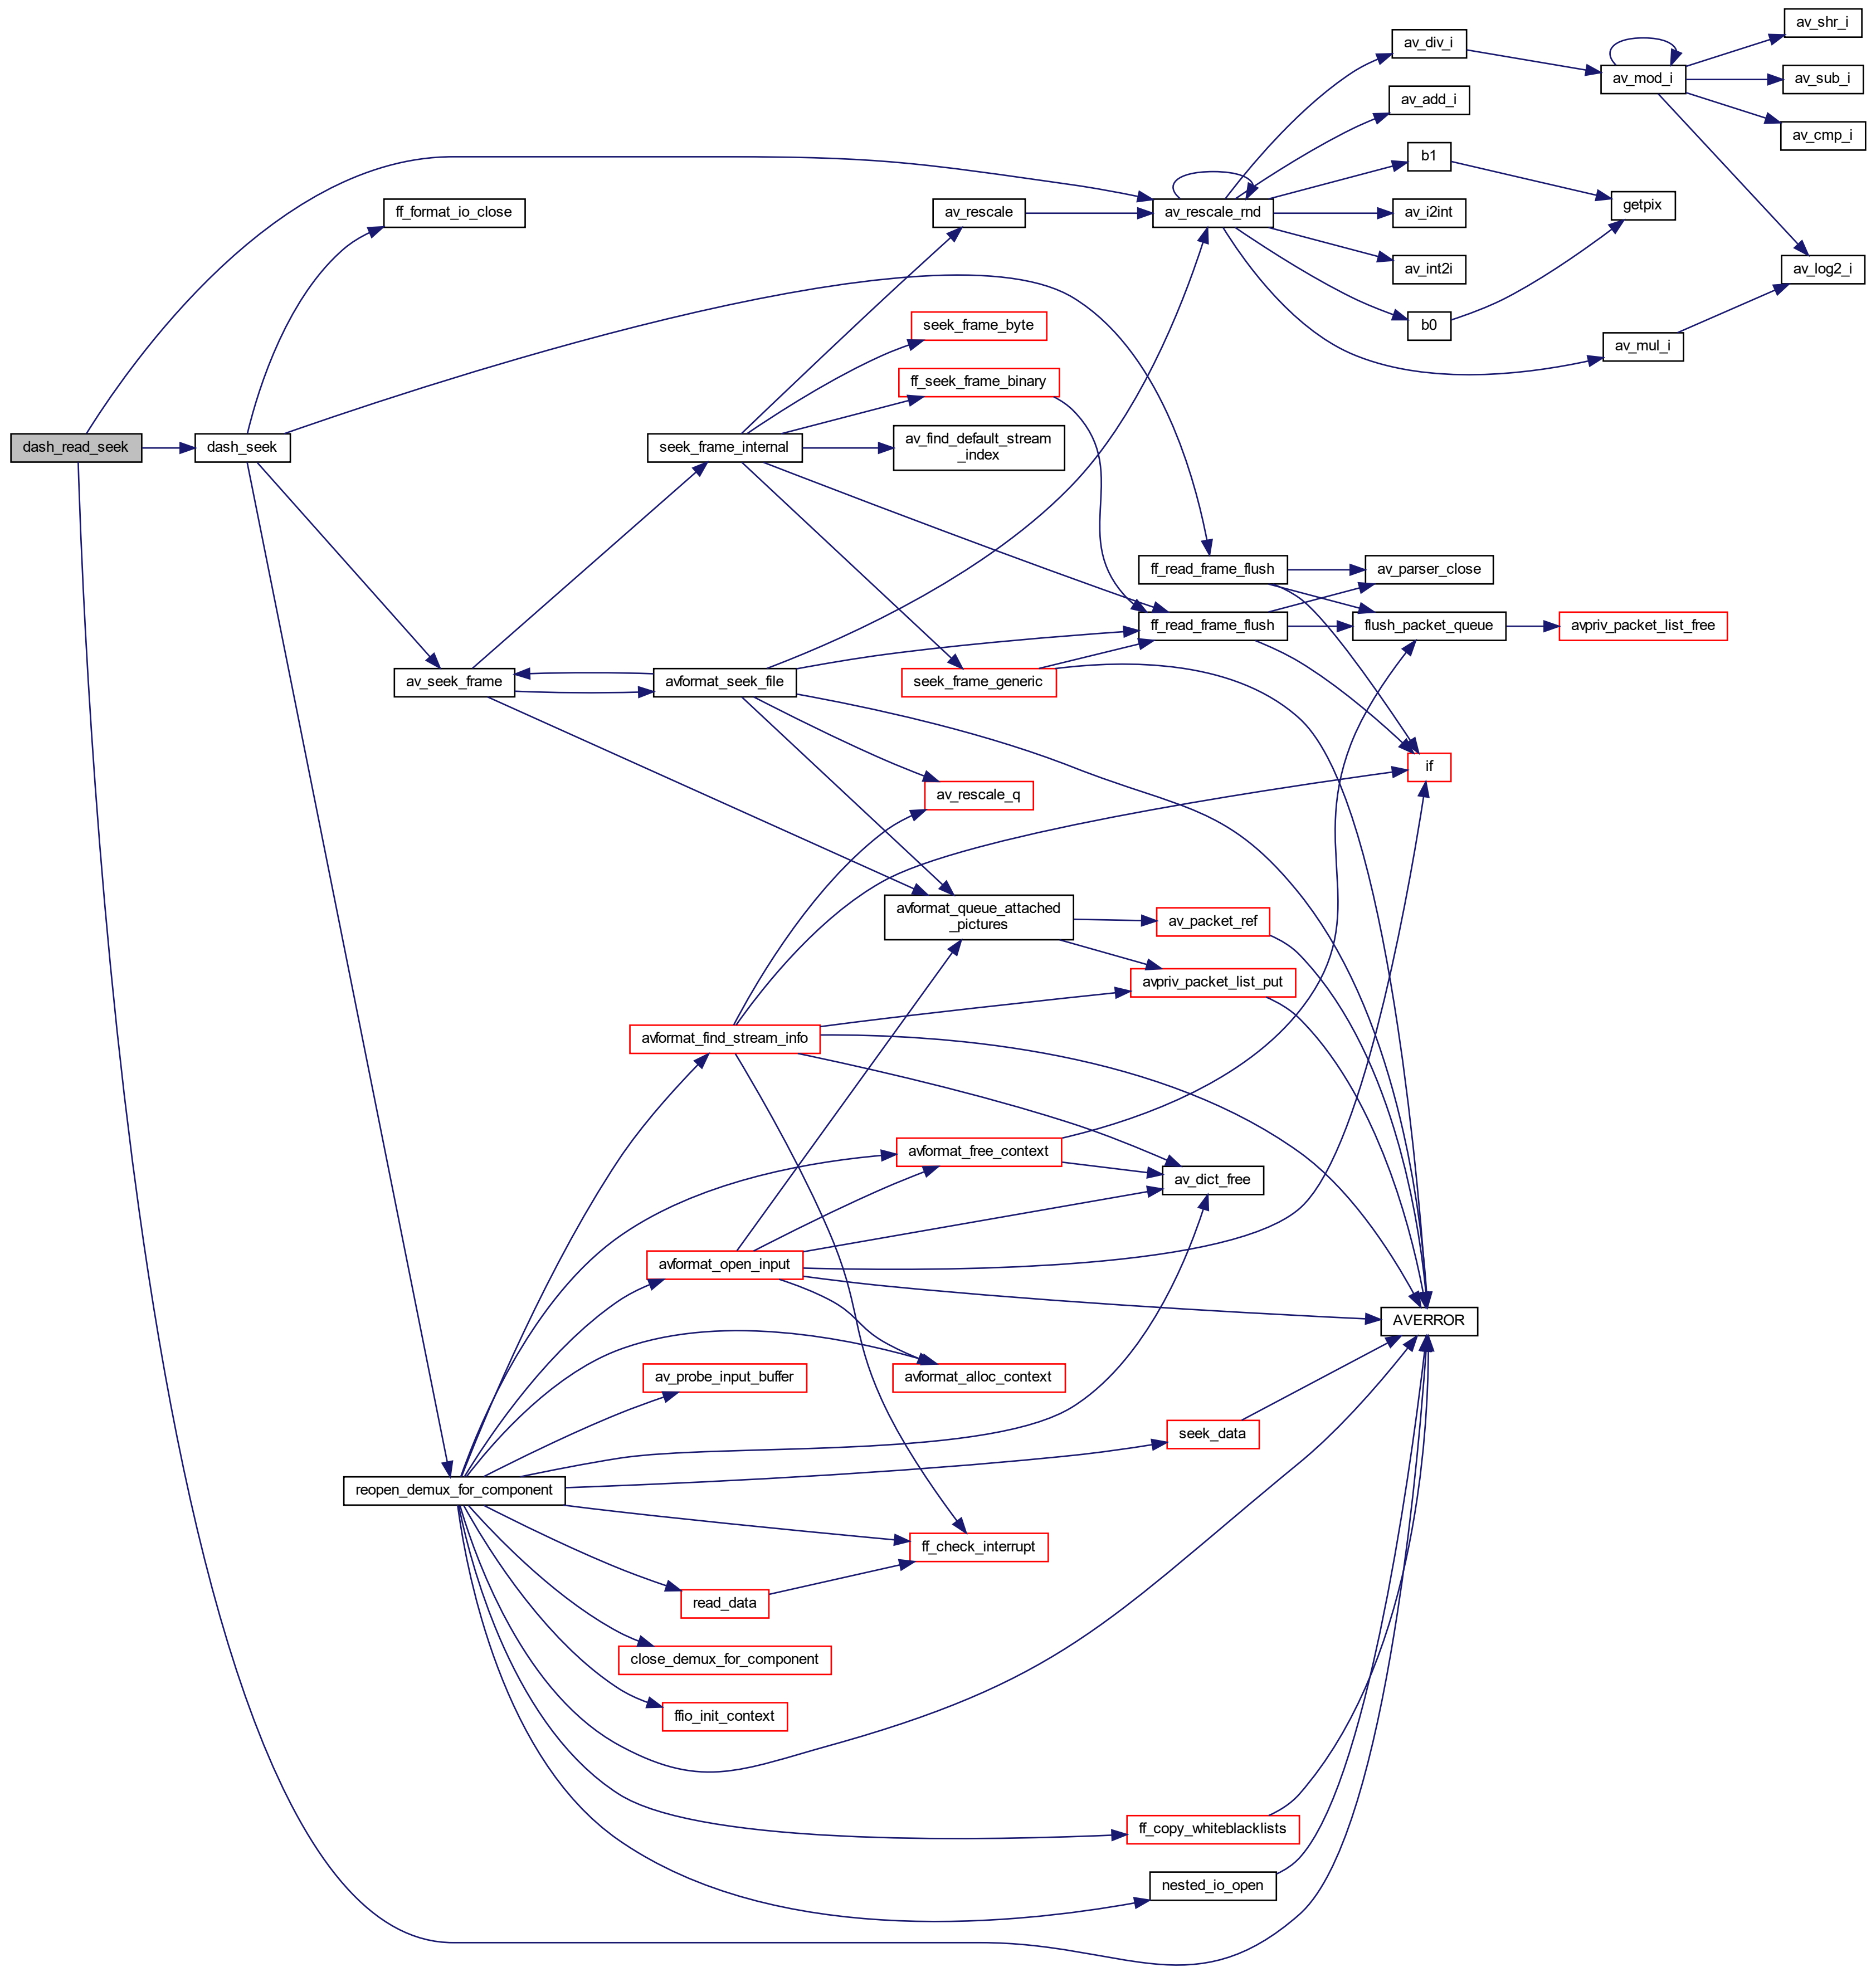 av_shr_i
av_div_i
av_mod_i
av_sub_i
av_add_i
av_cmp_i
b1
ff_format_io_close
av_rescale
av_rescale_rnd
av_i2int
getpix
av_int2i
av_log2_i
seek_frame_byte
b0
av_mul_i
ff_seek_frame_binary
dash_read_seek
dash_seek
seek_frame_internal
av_find_default_stream
_index
ff_read_frame_flush
av_parser_close
ff_read_frame_flush
flush_packet_queue
avpriv_packet_list_free
av_seek_frame
avformat_seek_file
seek_frame_generic
if
av_rescale_q
avformat_queue_attached
_pictures
av_packet_ref
avpriv_packet_list_put
avformat_find_stream_info
avformat_free_context
av_dict_free
avformat_open_input
AVERROR
av_probe_input_buffer
avformat_alloc_context
seek_data
reopen_demux_for_component
ff_check_interrupt
read_data
close_demux_for_component
ffio_init_context
ff_copy_whiteblacklists
nested_io_open